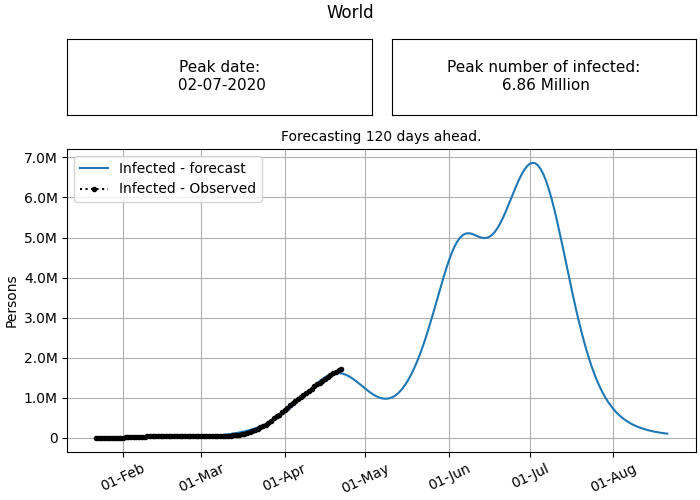 World
Peak date:
02-07-2020
Peak number of infected:
6.86 Million
Forecasting 120 days ahead.
Infected - forecast
Infected - Observed
7.0M
6.0M
5.0M
4.0M
3.0M
2.0M
1.0M
0
Persons
01-Feb
01-Mar
01-Apr
01-May
01-Jun
01-Jul
01-Aug